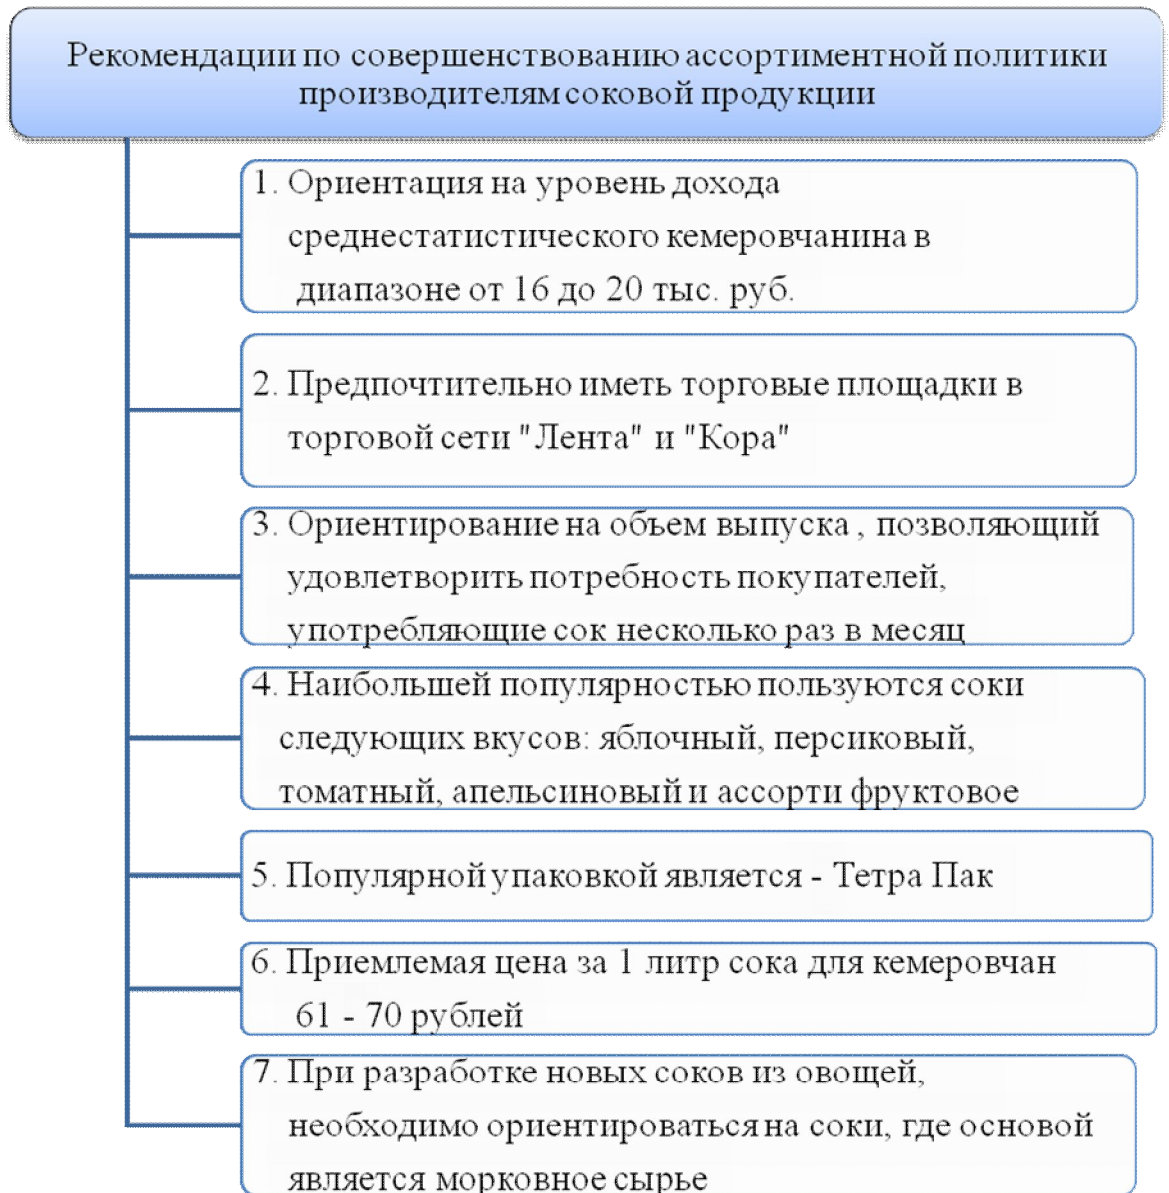 Рекомендации по совершенствованию ассортиментной политики
производителям соковой продукции
1. Ориентация на уровень дохода
среднестатистического кемеровчанина в
диапазоне от 16 до 20 тыс. руб.
2. Предпочтительно иметь торговые площадки в
торговой сети "Лента" и "Кора"
3. Ориентирование на объем выпуска , позволяющий
удовлетворить потребность покупателей,
употребляющие сок несколько раз в месяц
4. Наибольшей популярностью пользуются соки
следующих вкусов: яблочный, персиковый,
томатный, апельсиновый и ассорти фруктовое
5. Популярной упаковкой является - Тетра Пак
6. Приемлемая цена за 1 литр сока для кемеровчан
61 - 70 рублей
7. При разработке новых соков из овощей,
необходимо ориентироваться на соки, где основой
является морковное сырье